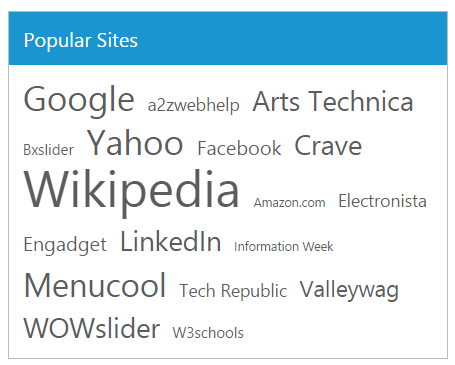 Popular Sites
Google a2zwebhelp Arts Technica
Bxslider Yahoo Facebook Crave
Wikipedia Amazon.com Electronista
Engadget LinkedIn Information Week
Menucool Tech Republic Valleywag
WOWslider W3schools